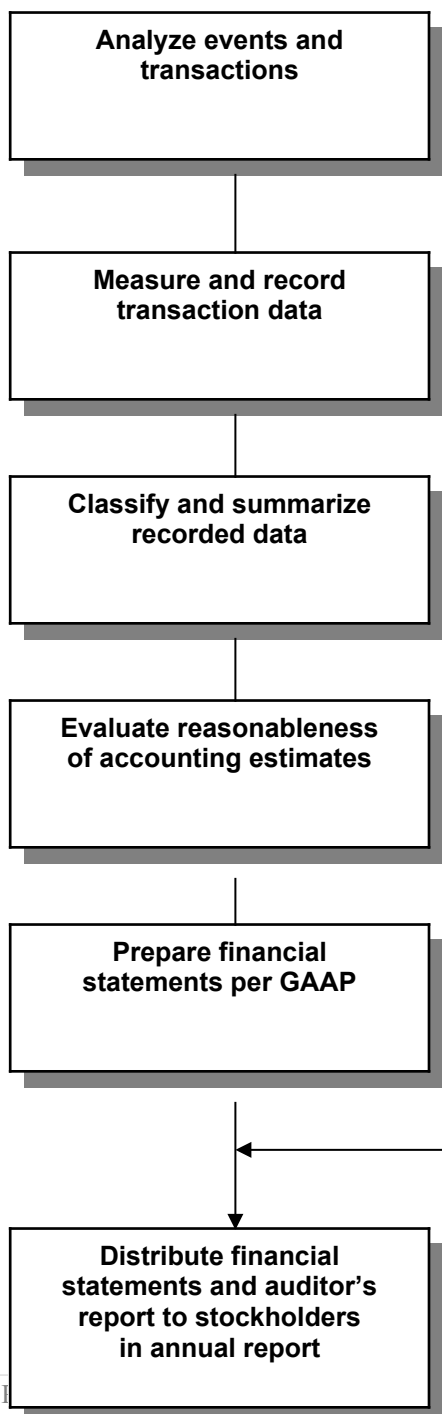 Analyze events and
transactions
Measure and record
transaction data
Classify and summarize
recorded data
Evaluate reasonableness
of accounting estimates
Prepare financial
statements per GAAP
Distribute financial
statements and auditor’s
report to stockholders
in annual report